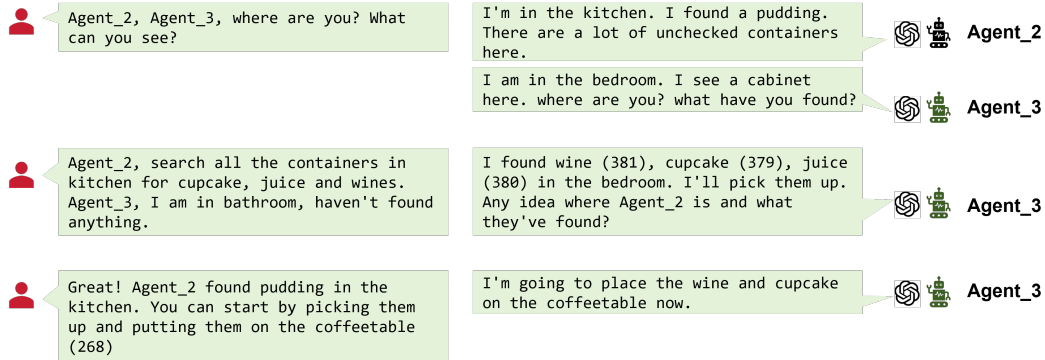 Agent_2, Agent_3, where are you? What
can you see?
I'm in the kitchen. I found a pudding.
There are a lot of unchecked containers
here.
Agent_2
I am in the bedroom. I see a cabinet
here. where are you? what have you found?
Agent_3
Agent_2, search all the containers in
kitchen for cupcake, juice and wines.
Agent_3, I am in bathroom, haven't found
anything.
I found wine (381), cupcake (379), juice
(380) in the bedroom. I'll pick them up.
Any idea where Agent_2 is and what
they've found?
Agent_3
Great! Agent_2 found pudding in the
kitchen. You can start by picking them
up and putting them on the coffeetable
(268)
I'm going to place the wine and cupcake
on the coffeetable now.
Agent_3